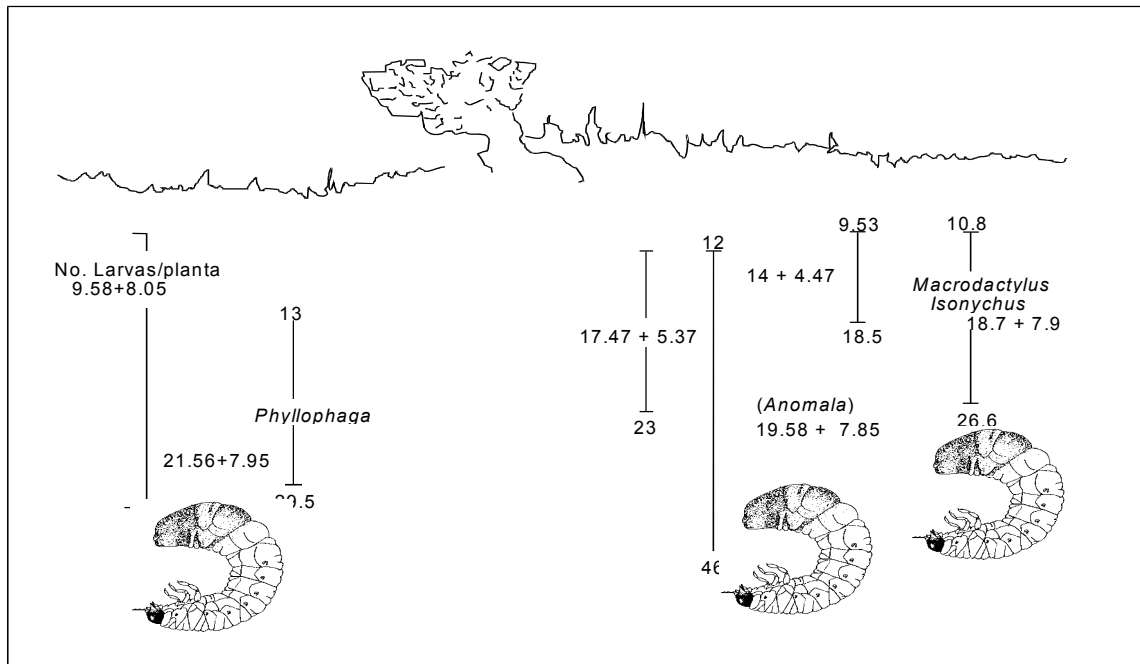 No. Larvas/planta
9.58+8.05
13
Phyllophaga
21.56+7.95
17.47 + 5.37
23
12
46
14 + 4.47
9.53
18.5
(Anomala)
19.58 + 7.85
10.8
Macrodactylus
Isonychus
18.7 + 7.9
26.6